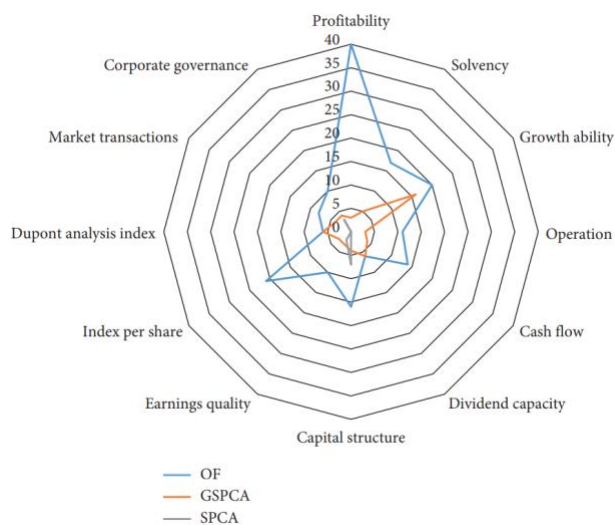 Profitability
Solvency
Growth ability
Operation
Cash flow
Dividend capacity
Capital structure
Earnings quality
Index per share
Dupont analysis index
Market transactions
Corporate governance
40
35
30
25
20
15
10
5
0
OF
GSPCA
SPCA